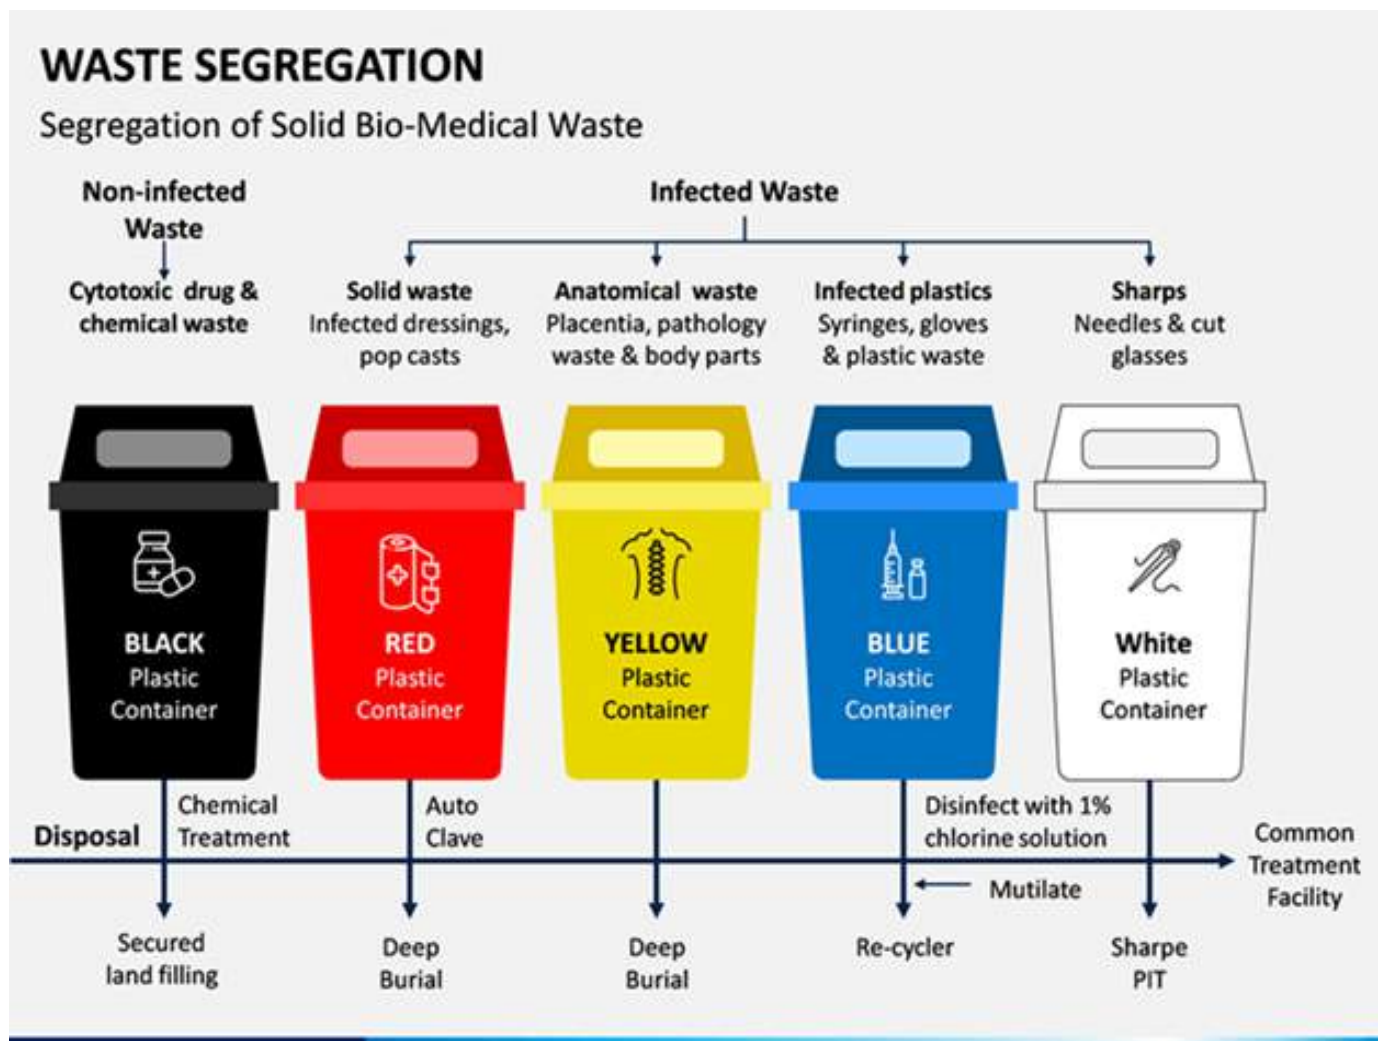 WASTE SEGREGATION
Segregation of Solid Bio-Medical Waste
Non-infected
Waste
Infected Waste
Cytotoxic drug &
chemical waste
Solid waste
Infected dressings,
pop casts
Anatomical waste
Placentia, pathology
waste & body parts
Infected plastics
Syringes, gloves
& plastic waste
Sharps
Needles & cut
glasses
BLACK
Plastic
Container
RED
Plastic
Container
YELLOW
Plastic
Container
BLUE
Plastic
Container
White
Plastic
Container
Disposal
Chemical
Treatment
Auto
Clave
Disinfect with 1%
chlorine solution
Mutilate
Common
Treatment
Facility
Secured
land filling
Deep
Burial
Deep
Burial
Re-cycler
Sharpe
PIT